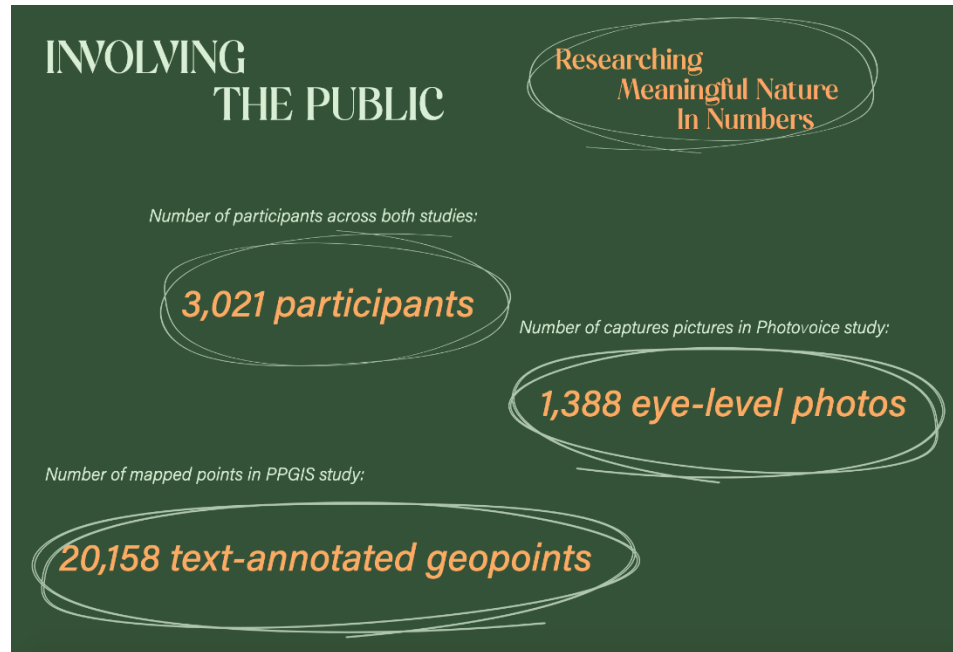 INVOLVING
THE PUBLIC
Researching
Meaningful Nature
In Numbers
Number of participants across both studies:
3,021 participants
Number of captures pictures in Photovoice study:
1,388 eye-level photos
Number of mapped points in PPGIS study:
20,158 text-annotated geopoints